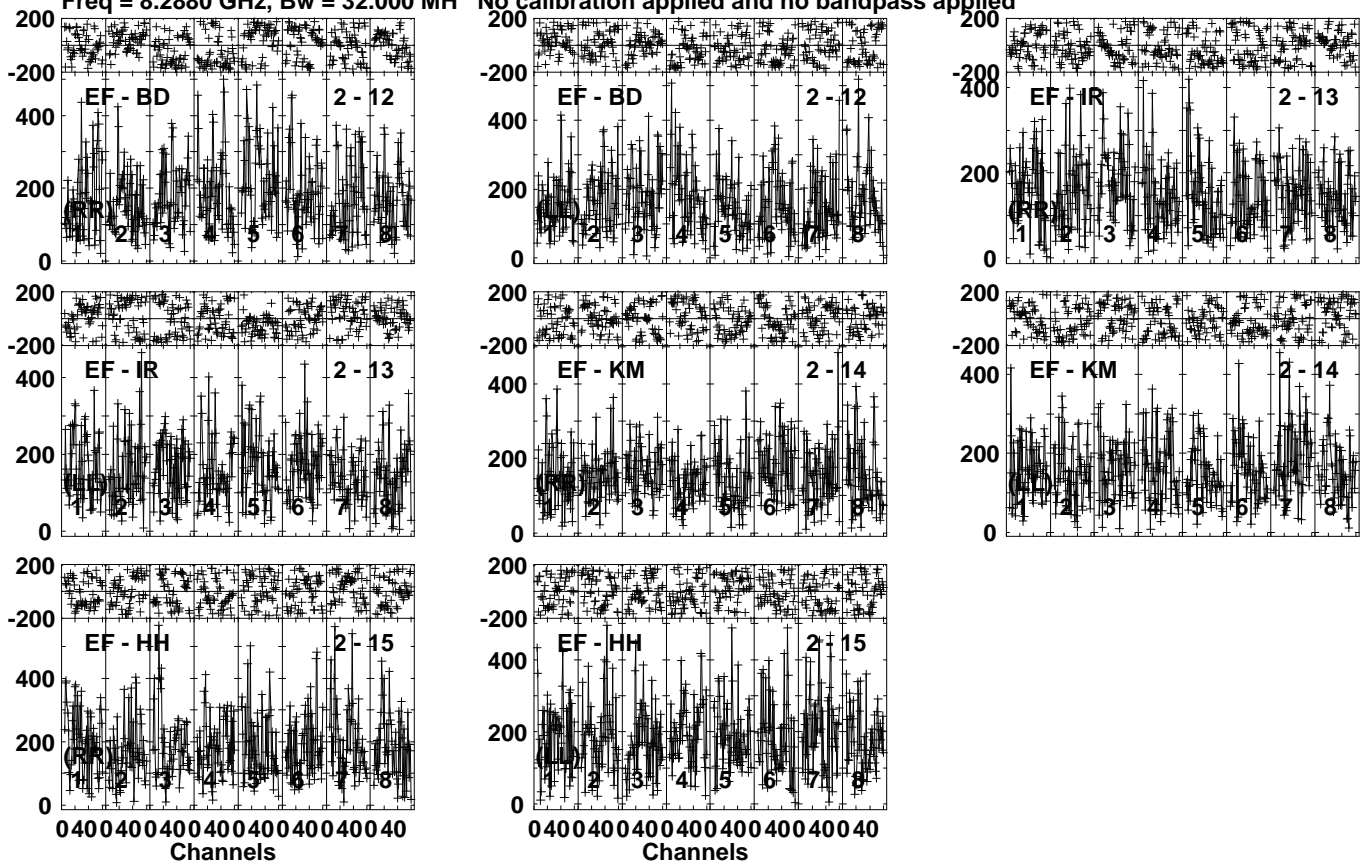 Freq = 8.2880 GHz, Bw = 32.000 MH No calibration applied and no bandpass applied
-200 400 200 0
EF - BD 2 - 12
(RR)
1 2 3 4 5 6 7 8
-200 400 200 0
EF - BD 2 - 12
(LL)
1 2 3 4 5 6 7 8
-200 400 200 0
EF - IR 2 - 13
(RR)
1 2 3 4 5 6 7 8
200 -200 400 200 0
EF - IR 2 - 13
(LL)
1 2 3 4 5 6 7 8
200 -200 400 200 0
EF - KM 2 - 14
(RR)
1 2 3 4 5 6 7 8
200 -200 400 200 0
EF - KM 2 - 14
(LL)
1 2 3 4 5 6 7 8
200 -200 400 200 0
EF - HH 2 - 15
(RR)
1 2 3 4 5 6 7 8
0 40 0 40 0 40 0 40 0 40 0 40 0 40 0 40
Channels
200 -200 400 200 0
EF - HH 2 - 15
(LL)
1 2 3 4 5 6 7 8
0 40 0 40 0 40 0 40 0 40 0 40 0 40 0 40
Channels